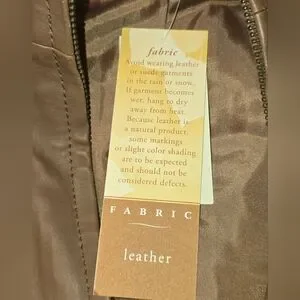 fabric
Avoid wearing leather
or suede garments
in the rain or snow.
If garment becomes
wet, hang to dry
away from heat.
Because leather is
a natural product,
some markings
or slight color shading
are to be expected
and should not be
considered defects.
FABRIC
leather